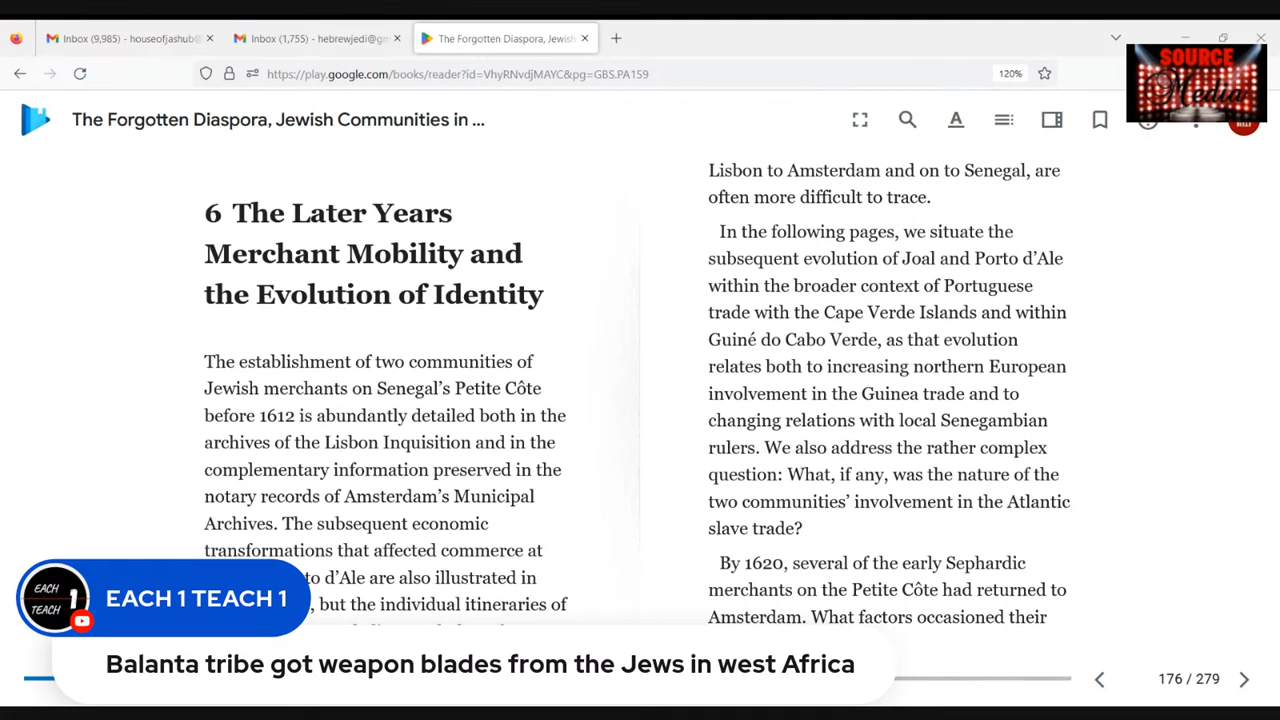 Inbox (9,985) - houseofjashub@
Inbox (1,755) - hebrewjedi@gm
The Forgotten Diaspora, Jewish
https://play.google.com/books/reader?id=VhyRNvdjMAYC&pg=GBS.PA159
120%
SOURCE
Media
The Forgotten Diaspora, Jewish Communities in ...
6 The Later Years
Merchant Mobility and
the Evolution of Identity
The establishment of two communities of
Jewish merchants on Senegal's Petite Côte
before 1612 is abundantly detailed both in the
archives of the Lisbon Inquisition and in the
complementary information preserved in the
notary records of Amsterdam's Municipal
Archives. The subsequent economic
transformations that affected commerce at
to d'Ale are also illustrated in
, but the individual itineraries of
Lisbon to Amsterdam and on to Senegal, are
often more difficult to trace.
In the following pages, we situate the
subsequent evolution of Joal and Porto d'Ale
within the broader context of Portuguese
trade with the Cape Verde Islands and within
Guiné do Cabo Verde, as that evolution
relates both to increasing northern European
involvement in the Guinea trade and to
changing relations with local Senegambian
rulers. We also address the rather complex
question: What, if any, was the nature of the
two communities' involvement in the Atlantic
slave trade?
By 1620, several of the early Sephardic
merchants on the Petite Côte had returned to
Amsterdam. What factors occasioned their
EACH
TEACH 1
EACH 1 TEACH 1
Balanta tribe got weapon blades from the Jews in west Africa
176 / 279